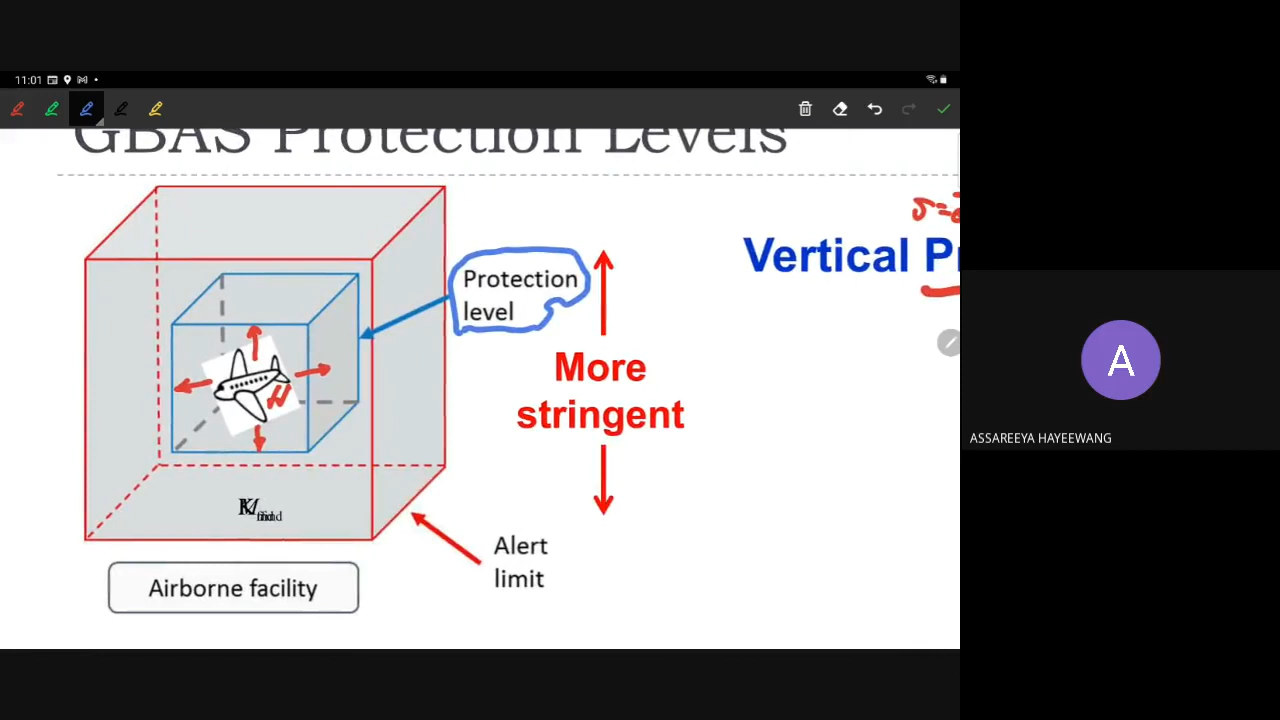 11:01
GBAS Protection Levels
Vertical
Protection
level
More
stringent
Alert
limit
Airborne facility
A
ASSAREEYA HAYEEWANG